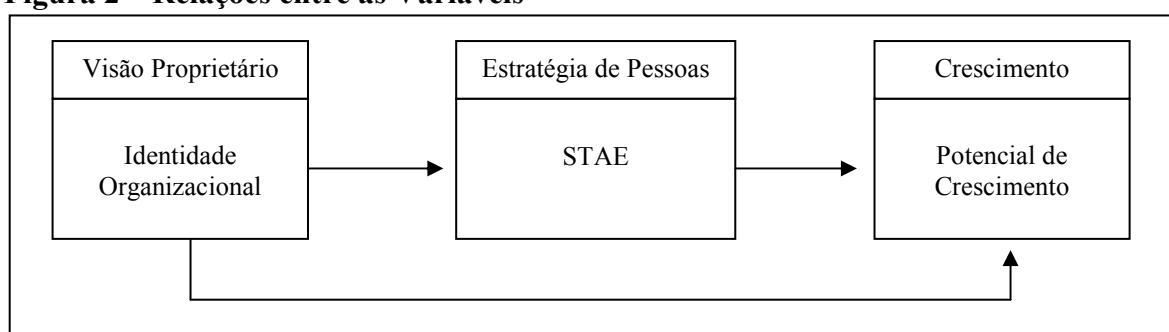 Figura 2 – Relações entre as Variáveis
Visão Proprietário
Identidade
Organizacional
Estratégia de Pessoas
STAE
Crescimento
Potencial de
Crescimento